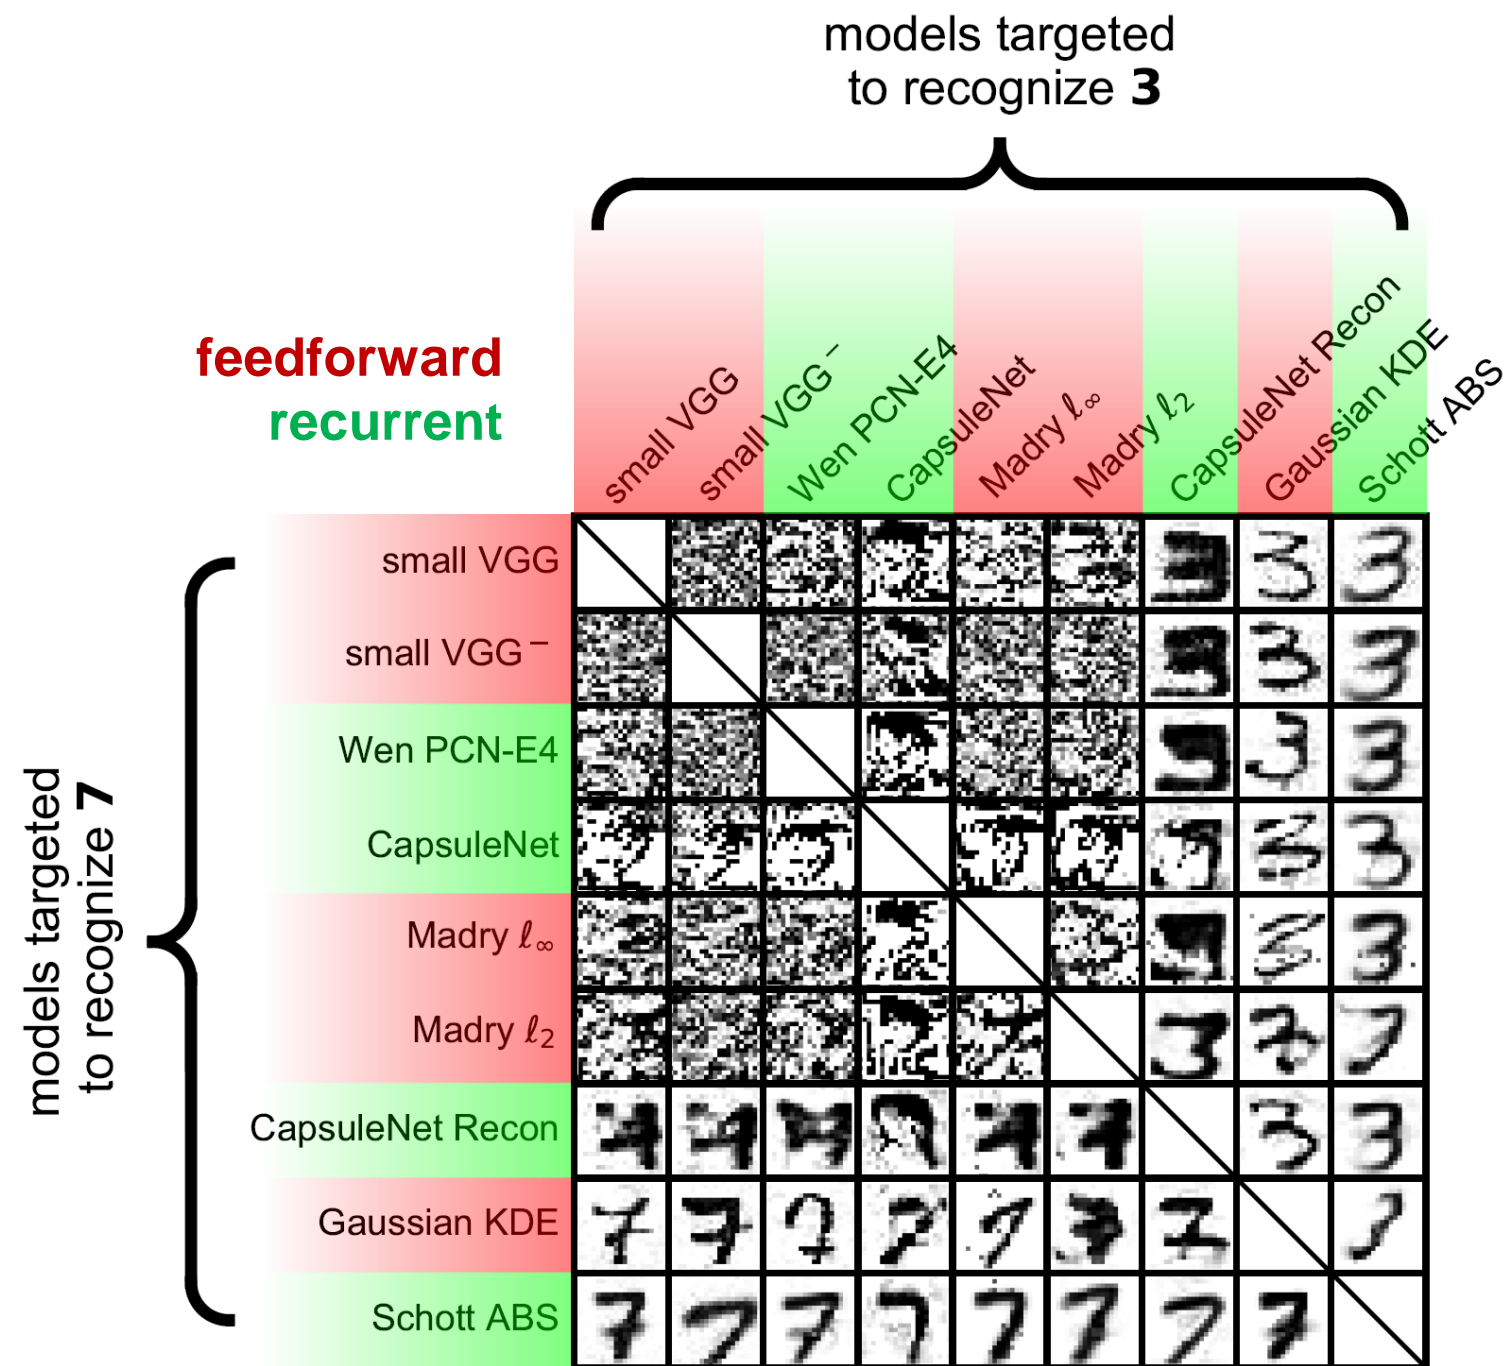 models targeted
to recognize 3
feedforward
recurrent
small VGG
small VGG⁻
Wen PCN-E4
CapsuleNet
Madry ℓ∞
Madry ℓ2
CapsuleNet Recon
Gaussian KDE
Schott ABS
models targeted
to recognize 7
small VGG
small VGG⁻
Wen PCN-E4
CapsuleNet
Madry ℓ∞
Madry ℓ2
CapsuleNet Recon
Gaussian KDE
Schott ABS